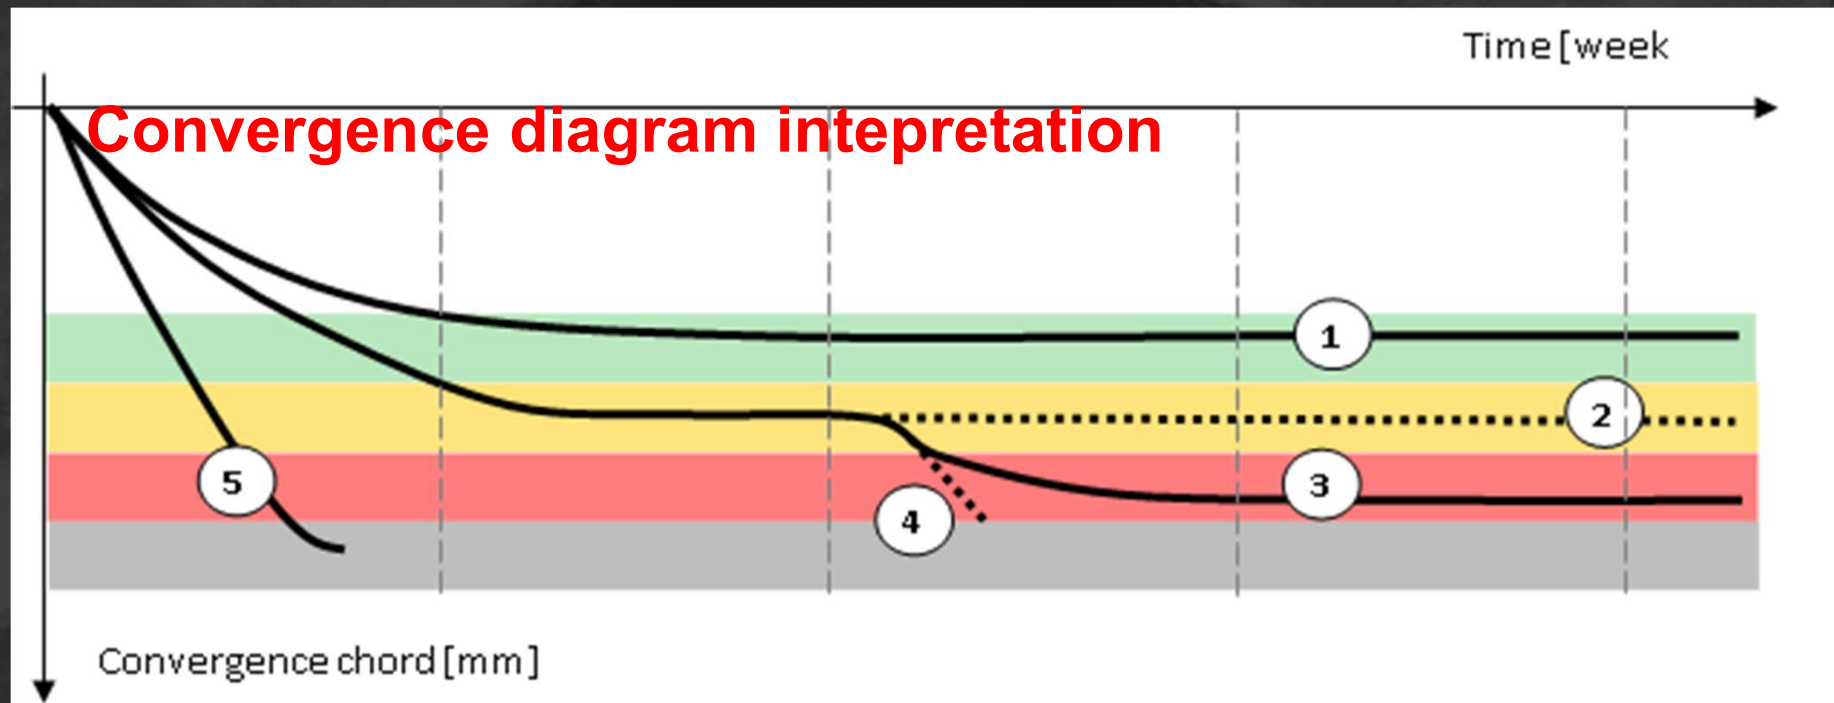 Time [week
Convergence diagram intepretation
1
2
5
3
4
Convergence chord [mm]